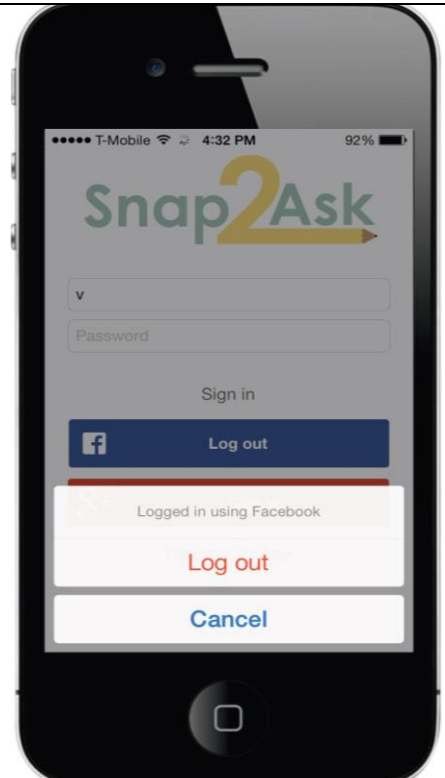 T-Mobile 4:32 PM 92%
Snap2Ask
v
Password
Sign in
Log out
Logged in using Facebook
Log out
Cancel